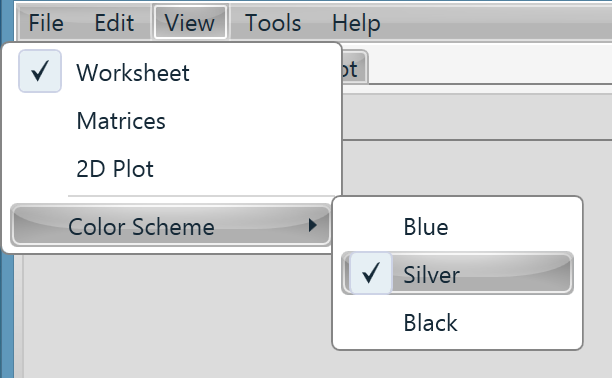 File Edit View Tools Help
Worksheet
ot
Matrices
2D Plot
Color Scheme
Blue
Silver
Black